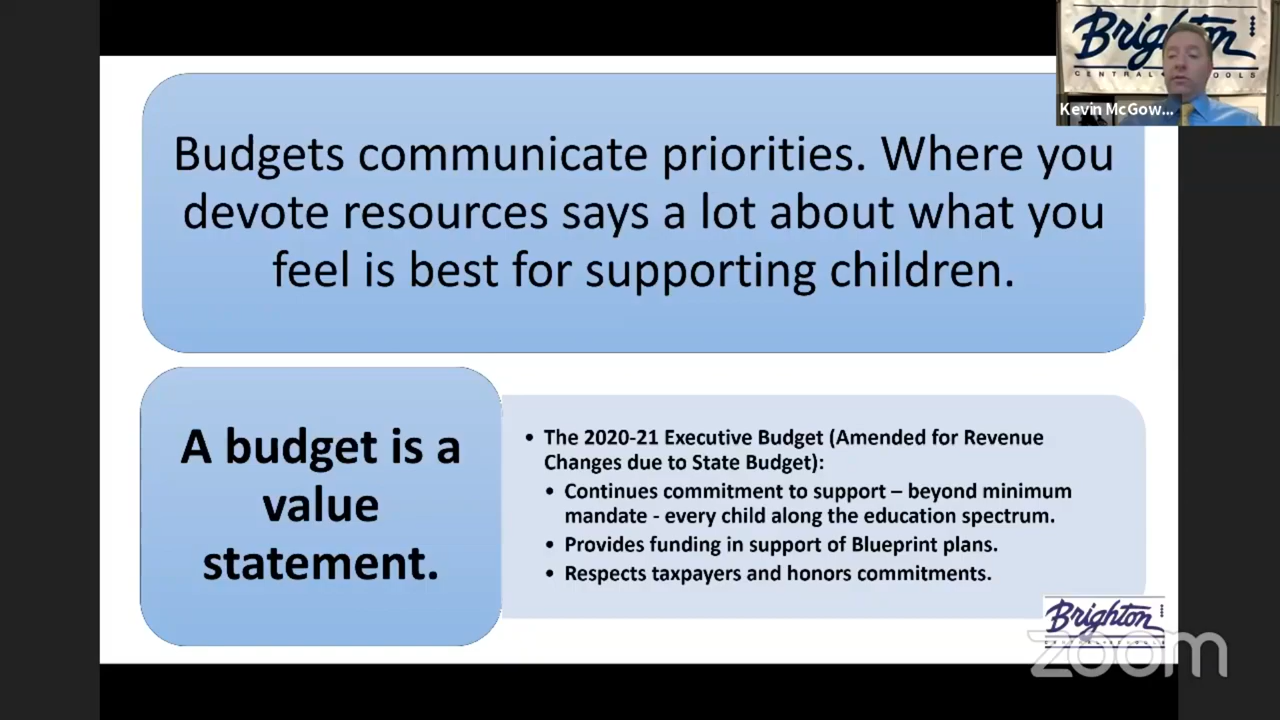 Brighton
CENTRAL SCHOOLS
Kevin McGow...
Budgets communicate priorities. Where you
devote resources says a lot about what you
feel is best for supporting children.
A budget is a
value
statement.
• The 2020-21 Executive Budget (Amended for Revenue
Changes due to State Budget):
• Continues commitment to support – beyond minimum
mandate - every child along the education spectrum.
• Provides funding in support of Blueprint plans.
• Respects taxpayers and honors commitments.
Brighton
zoom